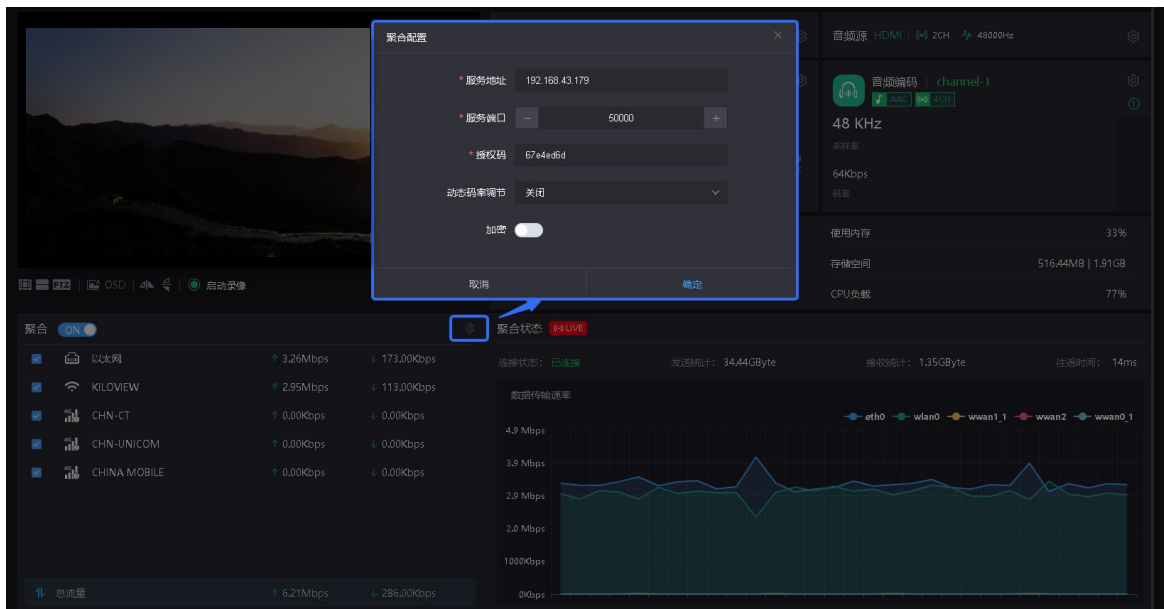 聚合配置
* 服务地址 192.168.43.179
* 服务端口 − 50000 +
* 授权码 67e4ed6d
动态码率调节 关闭
加密
取消 确定
音频源 HDMI 2CH 48000Hz
音频编码 channel-1
AAC 4CH
48 KHz
采样率
64Kbps
码率
使用内存 33%
存储空间 516.44MB | 1.91GB
CPU负载 77%
PTZ OSD 启动录像
聚合 ON
以太网 ↑ 3.26Mbps ↓ 173.00Kbps
KILOVIEW ↑ 2.95Mbps ↓ 113.00Kbps
4G CHN-CT ↑ 0.00Kbps ↓ 0.00Kbps
4G CHN-UNICOM ↑ 0.00Kbps ↓ 0.00Kbps
4G CHINA MOBILE ↑ 0.00Kbps ↓ 0.00Kbps
总流量 ↑ 6.21Mbps ↓ 286.00Kbps
聚合状态 LIVE
连接状态: 已连接 发送统计: 34.44GByte 接收统计: 1.35GByte 往返时间: 14ms
数据传输速率
eth0 wlan0 wwan1_1 wwan2 wwan0_1
4.9 Mbps
3.9 Mbps
2.9 Mbps
2.0 Mbps
1000Kbps
0Kbps